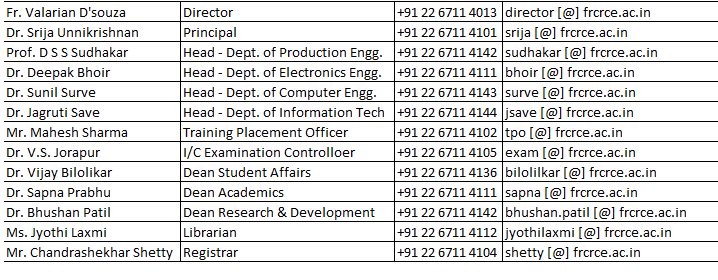 Fr. Valarian D'souza Director +91 22 6711 4013 director [@] frcrce.ac.in
Dr. Srija Unnikrishnan Principal +91 22 6711 4101 srija [@] frcrce.ac.in
Prof. D S S Sudhakar Head - Dept. of Production Engg. +91 22 6711 4142 sudhakar [@] frcrce.ac.in
Dr. Deepak Bhoir Head - Dept. of Electronics Engg. +91 22 6711 4111 bhoir [@] frcrce.ac.in
Dr. Sunil Surve Head - Dept. of Computer Engg. +91 22 6711 4143 surve [@] frcrce.ac.in
Dr. Jagruti Save Head - Dept. of Information Tech +91 22 6711 4144 jsave [@] frcrce.ac.in
Mr. Mahesh Sharma Training Placement Officer +91 22 6711 4102 tpo [@] frcrce.ac.in
Dr. V.S. Jorapur I/C Examination Controlloer +91 22 6711 4105 exam [@] frcrce.ac.in
Dr. Vijay Bilolikar Dean Student Affairs +91 22 6711 4136 bilolilkar [@] frcrce.ac.in
Dr. Sapna Prabhu Dean Academics +91 22 6711 4111 sapna [@] frcrce.ac.in
Dr. Bhushan Patil Dean Research & Development +91 22 6711 4142 bhushan.patil [@] frcrce.ac.in
Ms. Jyothi Laxmi Librarian +91 22 6711 4112 jyothilaxmi [@] frcrce.ac.in
Mr. Chandrashekhar Shetty Registrar +91 22 6711 4104 shetty [@] frcrce.ac.in